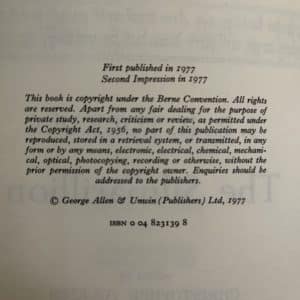 First published in 1977
Second Impression in 1977
This book is copyright under the Berne Convention. All rights
are reserved. Apart from any fair dealing for the purpose of
private study, research, criticism or review, as permitted under
the Copyright Act, 1956, no part of this publication may be
reproduced, stored in a retrieval system, or transmitted, in any
form or by any means, electronic, electrical, chemical, mechani-
cal, optical, photocopying, recording or otherwise, without the
prior permission of the copyright owner. Enquiries should be
addressed to the publishers.
© George Allen & Unwin (Publishers) Ltd, 1977
ISBN 0 04 823139 8